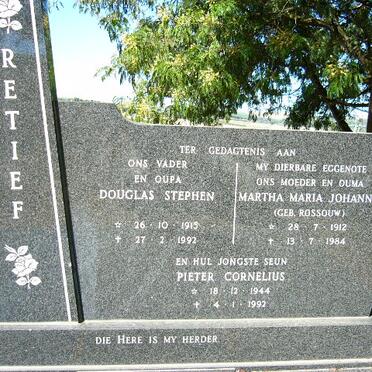 RETIEF
TER GEDAGTENIS AAN
ONS VADER
EN OUPA
DOUGLAS STEPHEN
☆ 26 · 10 · 1915
✝ 27 · 2 · 1992
MY DIERBARE EGGENOTE
ONS MOEDER EN OUMA
MARTHA MARIA JOHANN
(GEB. ROSSOUW)
☆ 28 · 7 · 1912
✝ 13 · 7 · 1984
EN HUL JONGSTE SEUN
PIETER CORNELIUS
☆ 18 · 12 · 1944
✝ 4 · 1 · 1992
DIE HERE IS MY HERDER